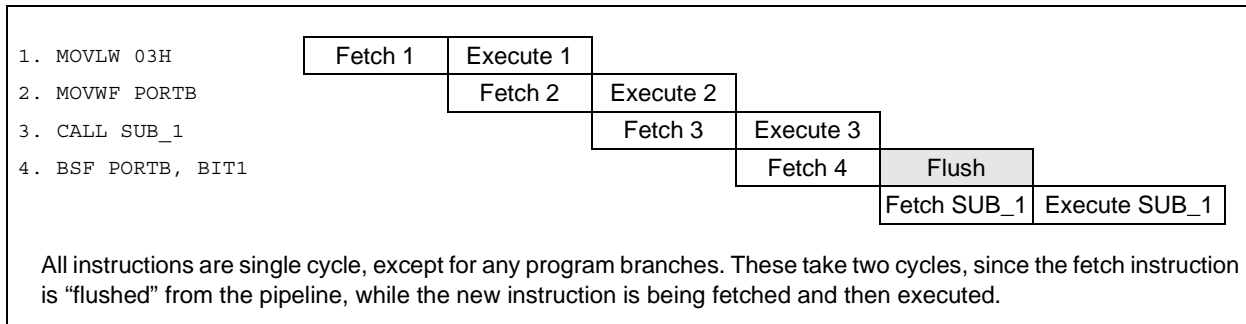 1. MOVLW 03H Fetch 1 Execute 1
2. MOVWF PORTB Fetch 2 Execute 2
3. CALL SUB_1 Fetch 3 Execute 3
4. BSF PORTB, BIT1 Fetch 4 Flush
Fetch SUB_1 Execute SUB_1
All instructions are single cycle, except for any program branches. These take two cycles, since the fetch instruction
is “flushed” from the pipeline, while the new instruction is being fetched and then executed.